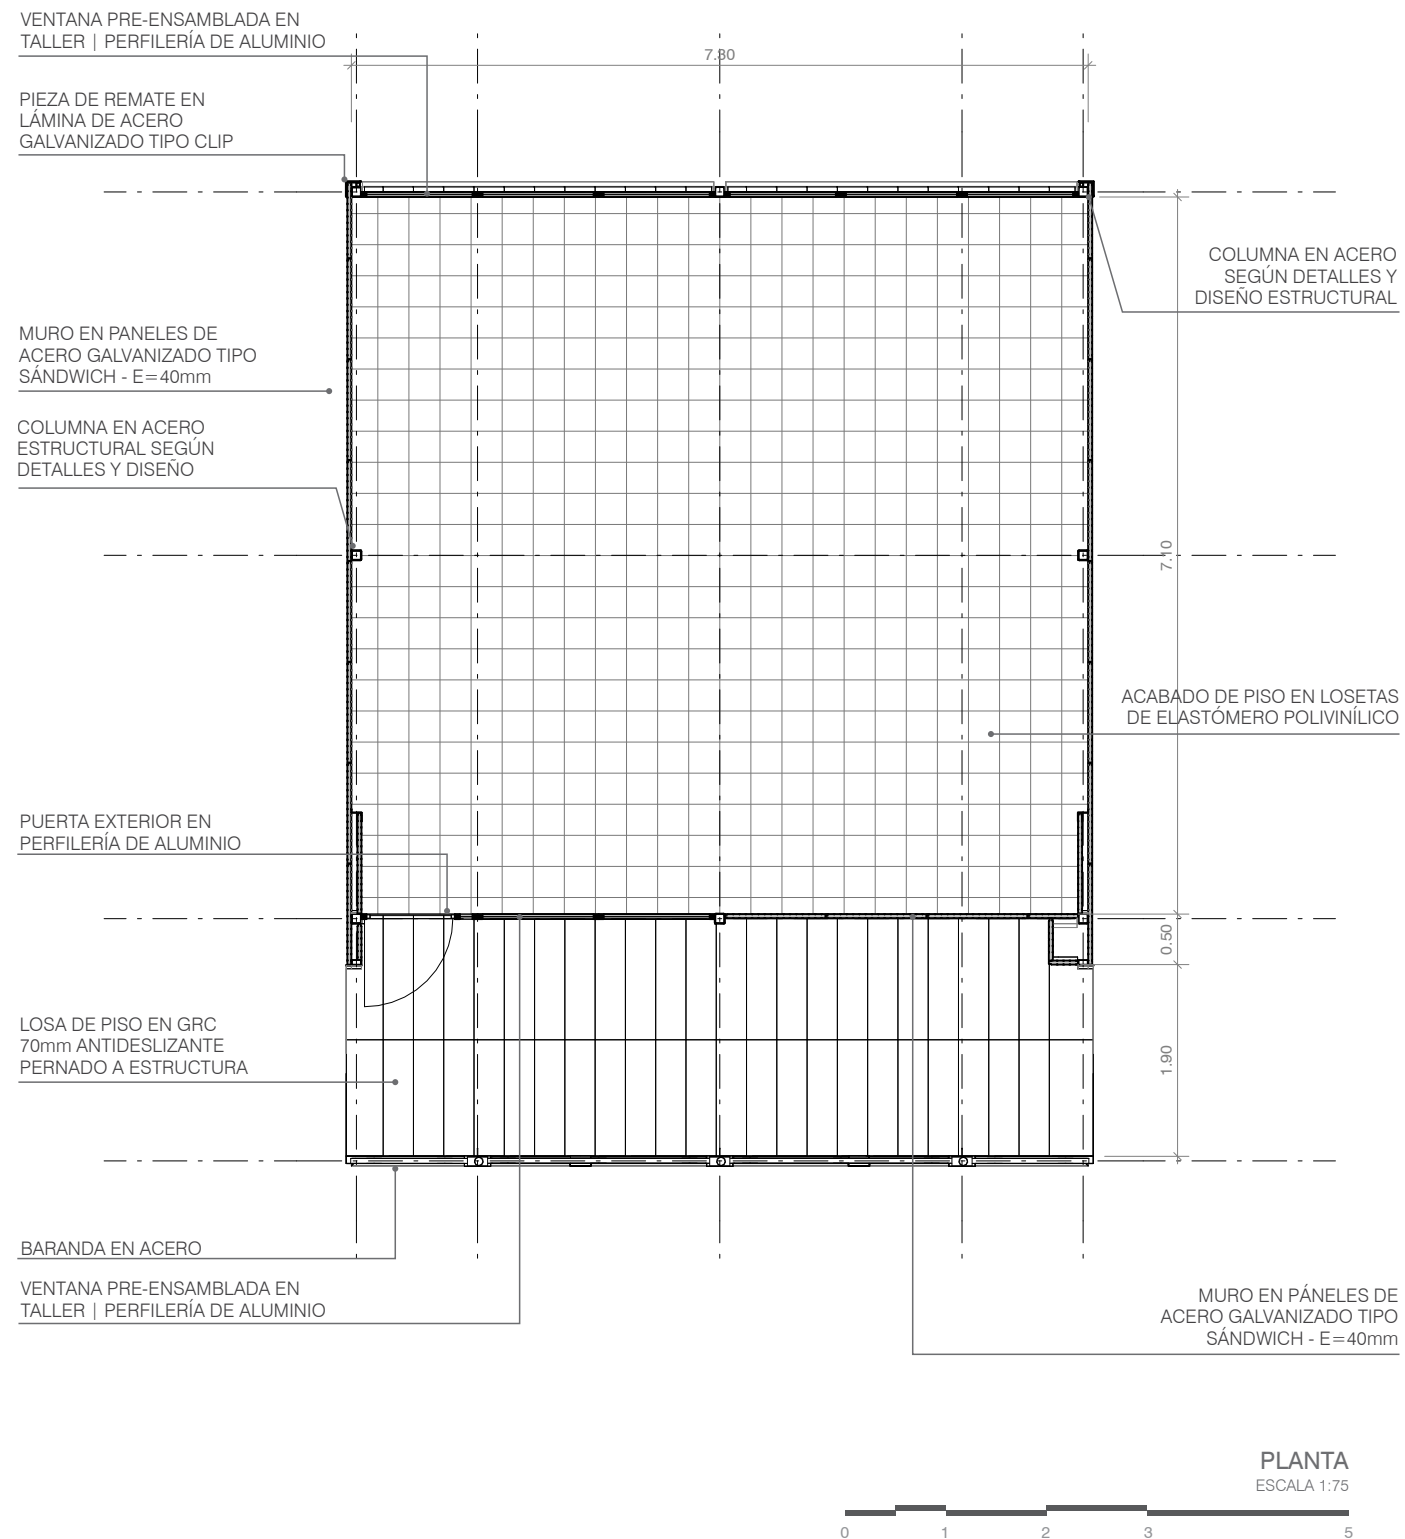 VENTANA PRE-ENSAMBLADA EN
TALLER | PERFILERÍA DE ALUMINIO
7.30
PIEZA DE REMATE EN
LÁMINA DE ACERO
GALVANIZADO TIPO CLIP
COLUMNA EN ACERO
SEGÚN DETALLES Y
DISEÑO ESTRUCTURAL
MURO EN PANELES DE
ACERO GALVANIZADO TIPO
SÁNDWICH - E=40mm
COLUMNA EN ACERO
ESTRUCTURAL SEGÚN
DETALLES Y DISEÑO
7.10
ACABADO DE PISO EN LOSETAS
DE ELASTÓMERO POLIVINÍLICO
PUERTA EXTERIOR EN
PERFILERÍA DE ALUMINIO
0.50
LOSA DE PISO EN GRC
70mm ANTIDESLIZANTE
PERNADO A ESTRUCTURA
1.90
BARANDA EN ACERO
VENTANA PRE-ENSAMBLADA EN
TALLER | PERFILERÍA DE ALUMINIO
MURO EN PÁNELES DE
ACERO GALVANIZADO TIPO
SÁNDWICH - E=40mm
PLANTA
ESCALA 1:75
0 1 2 3 5